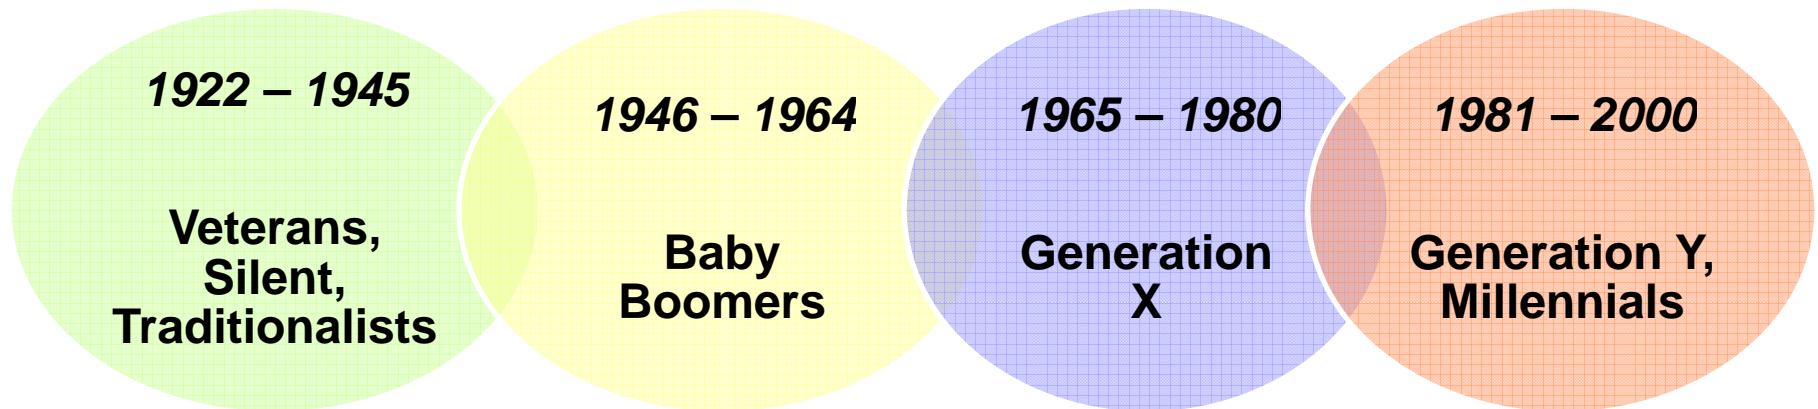 1922 – 1945
Veterans,
Silent,
Traditionalists
1946 – 1964
Baby
Boomers
1965 – 1980
Generation
X
1981 – 2000
Generation Y,
Millennials